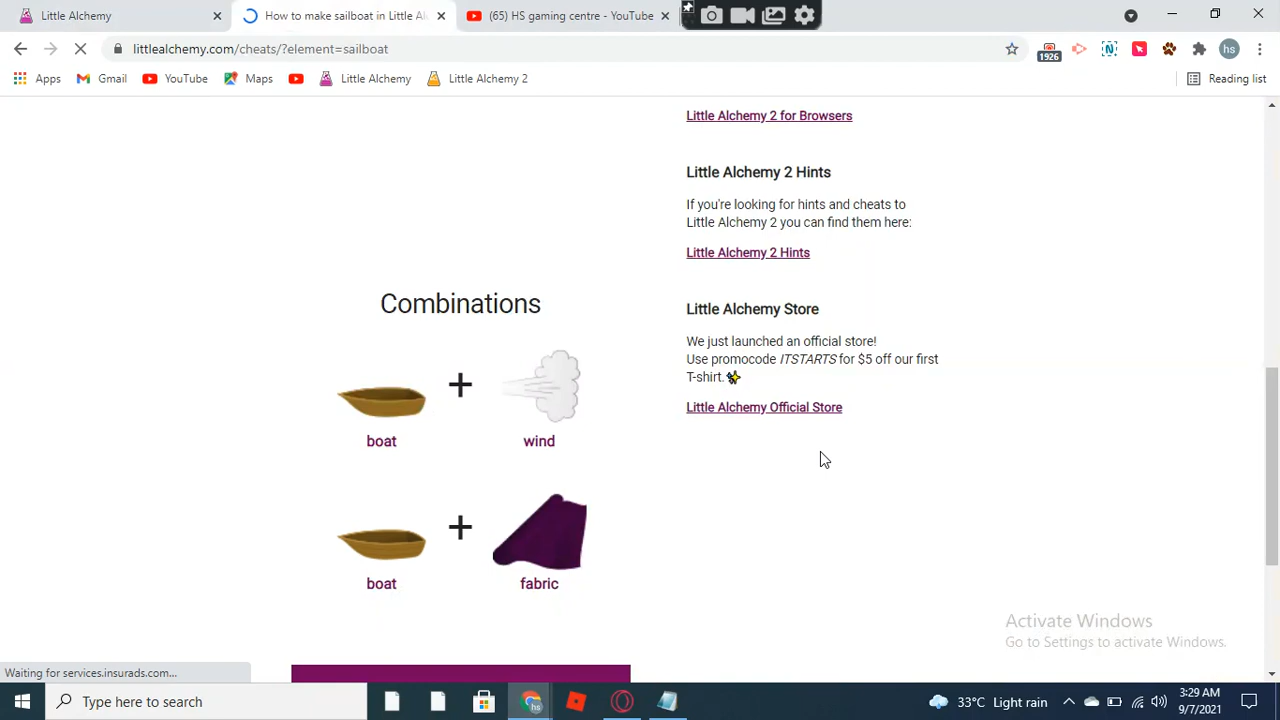 Little Alchemy
How to make sailboat in Little Al
(65) HS gaming centre - YouTube
littlealchemy.com/cheats/?element=sailboat
hs
1926
Apps
Gmail
YouTube
Maps
Little Alchemy
Little Alchemy 2
Reading list
Little Alchemy 2 for Browsers
Little Alchemy 2 Hints
If you're looking for hints and cheats to
Little Alchemy 2 you can find them here:
Little Alchemy 2 Hints
Little Alchemy Store
We just launched an official store!
Use promocode ITSTARTS for $5 off our first
T-shirt.
Little Alchemy Official Store
Combinations
+
boat
wind
+
boat
fabric
Activate Windows
Go to Settings to activate Windows.
Waiting for services.insurads.com...
Type here to search
hs
33°C Light rain
3:29 AM
9/7/2021